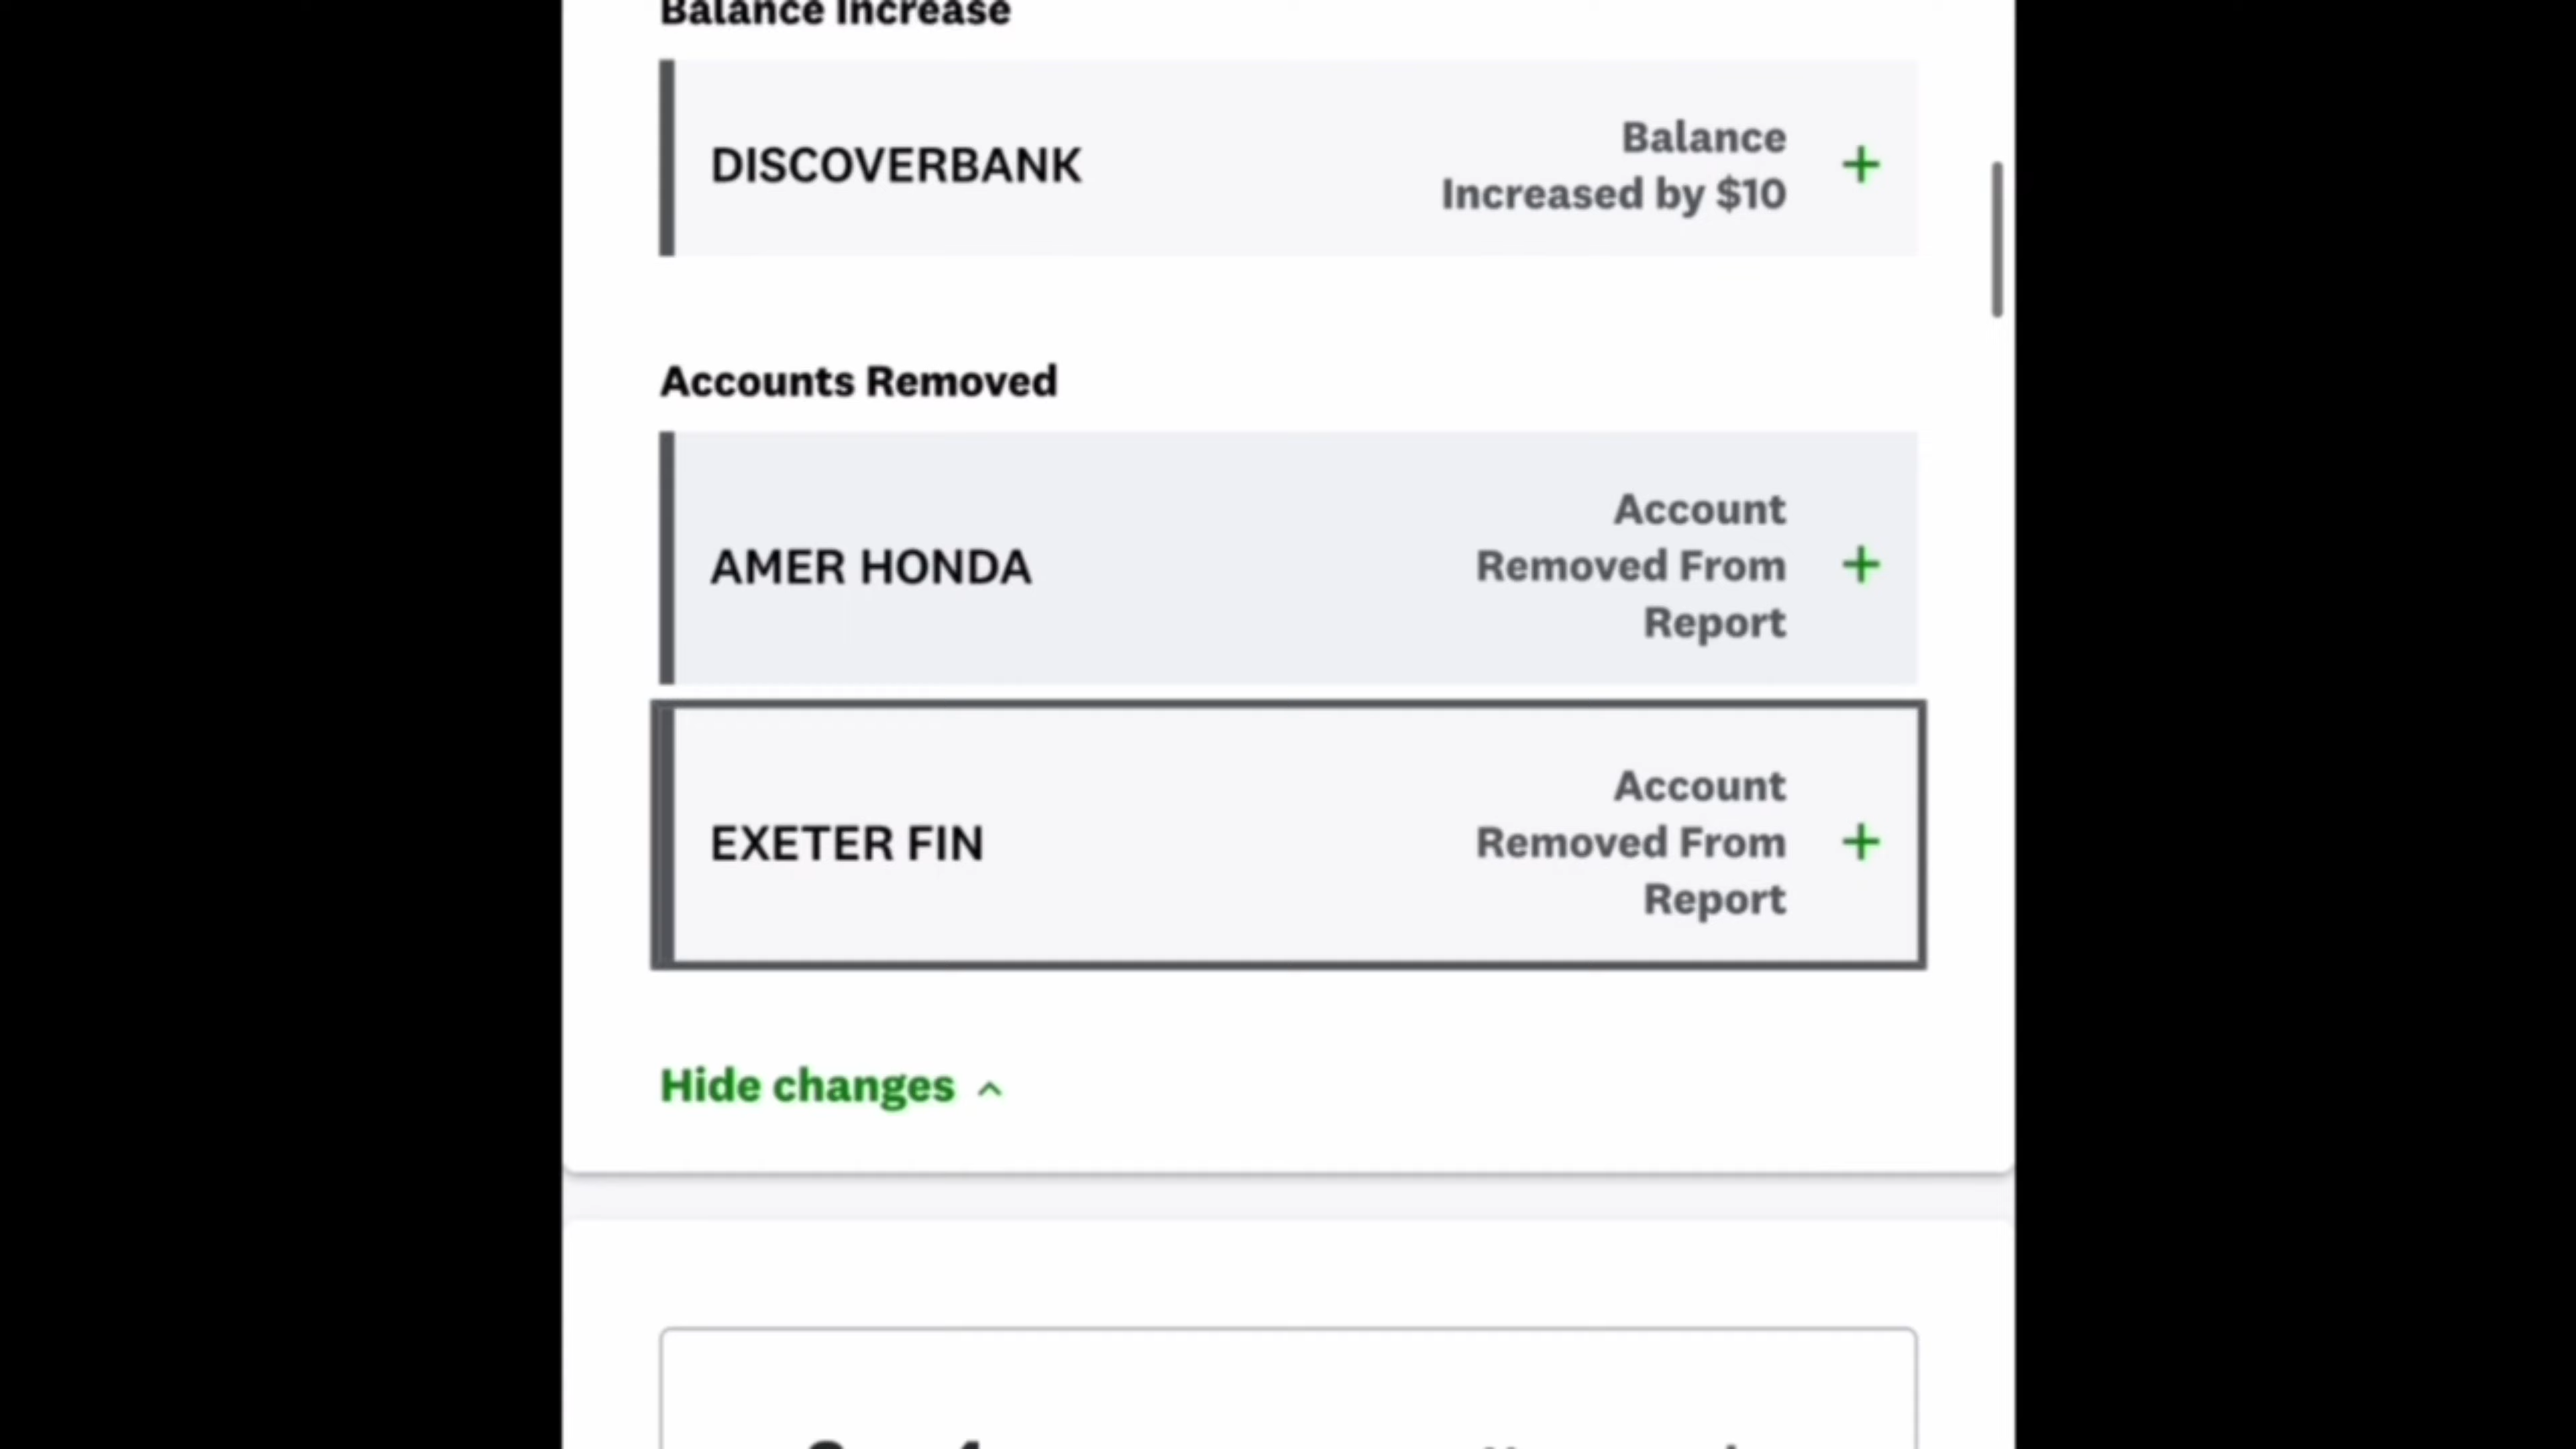 Balance Increase
DISCOVERBANK
Balance
Increased by $10
Accounts Removed
AMER HONDA
Account
Removed From
Report
EXETER FIN
Account
Removed From
Report
Hide changes